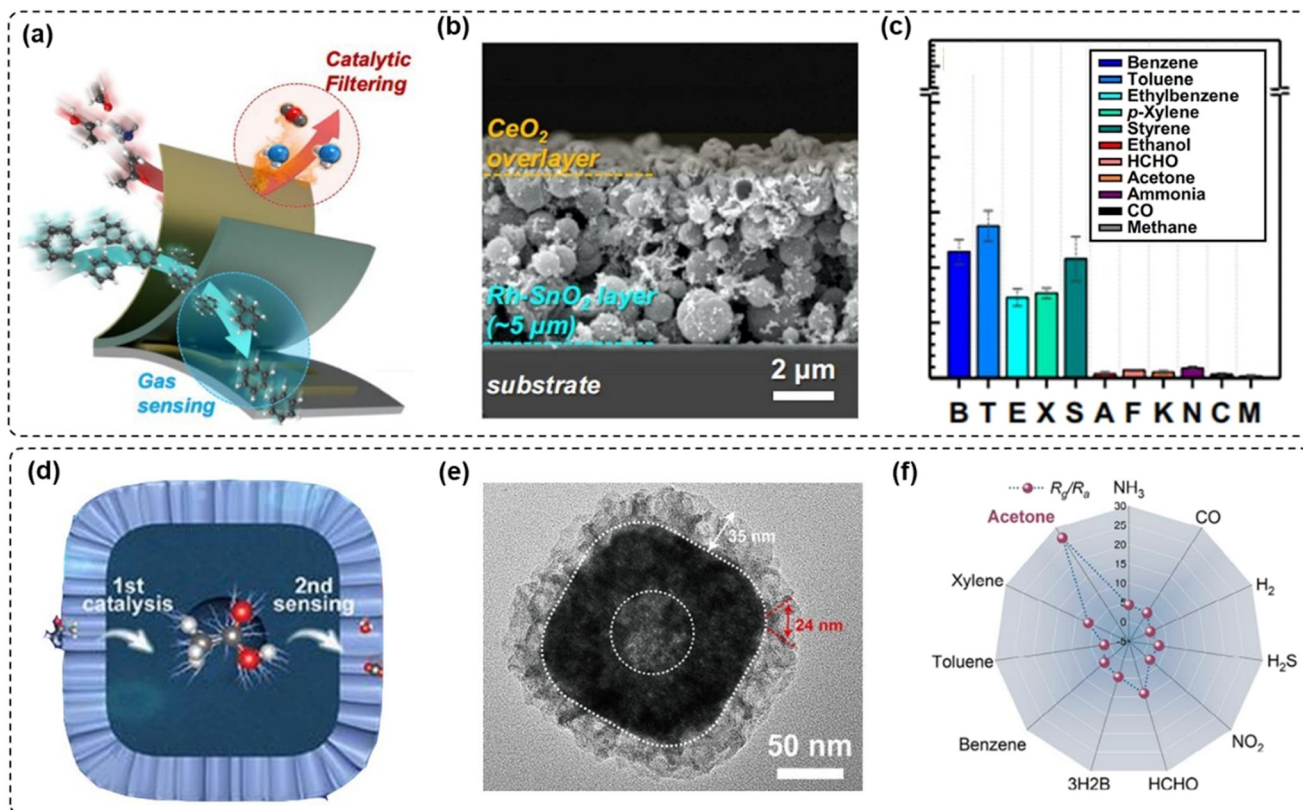 (a)
Catalytic
Filtering
Gas
sensing
(b)
CeO₂
overlayer
Rh-SnO₂ layer
(~5 μm)
substrate
2 μm
(c)
Benzene
Toluene
Ethylbenzene
p-Xylene
Styrene
Ethanol
HCHO
Acetone
Ammonia
CO
Methane
B T E X S A F K N C M
(d)
1st
catalysis
2nd
sensing
(e)
35 nm
24 nm
50 nm
(f)
Rg/Ra
NH₃
CO
H₂
H₂S
NO₂
HCHO
3H2B
Benzene
Toluene
Xylene
Acetone
30
25
20
15
10
5
0
-5